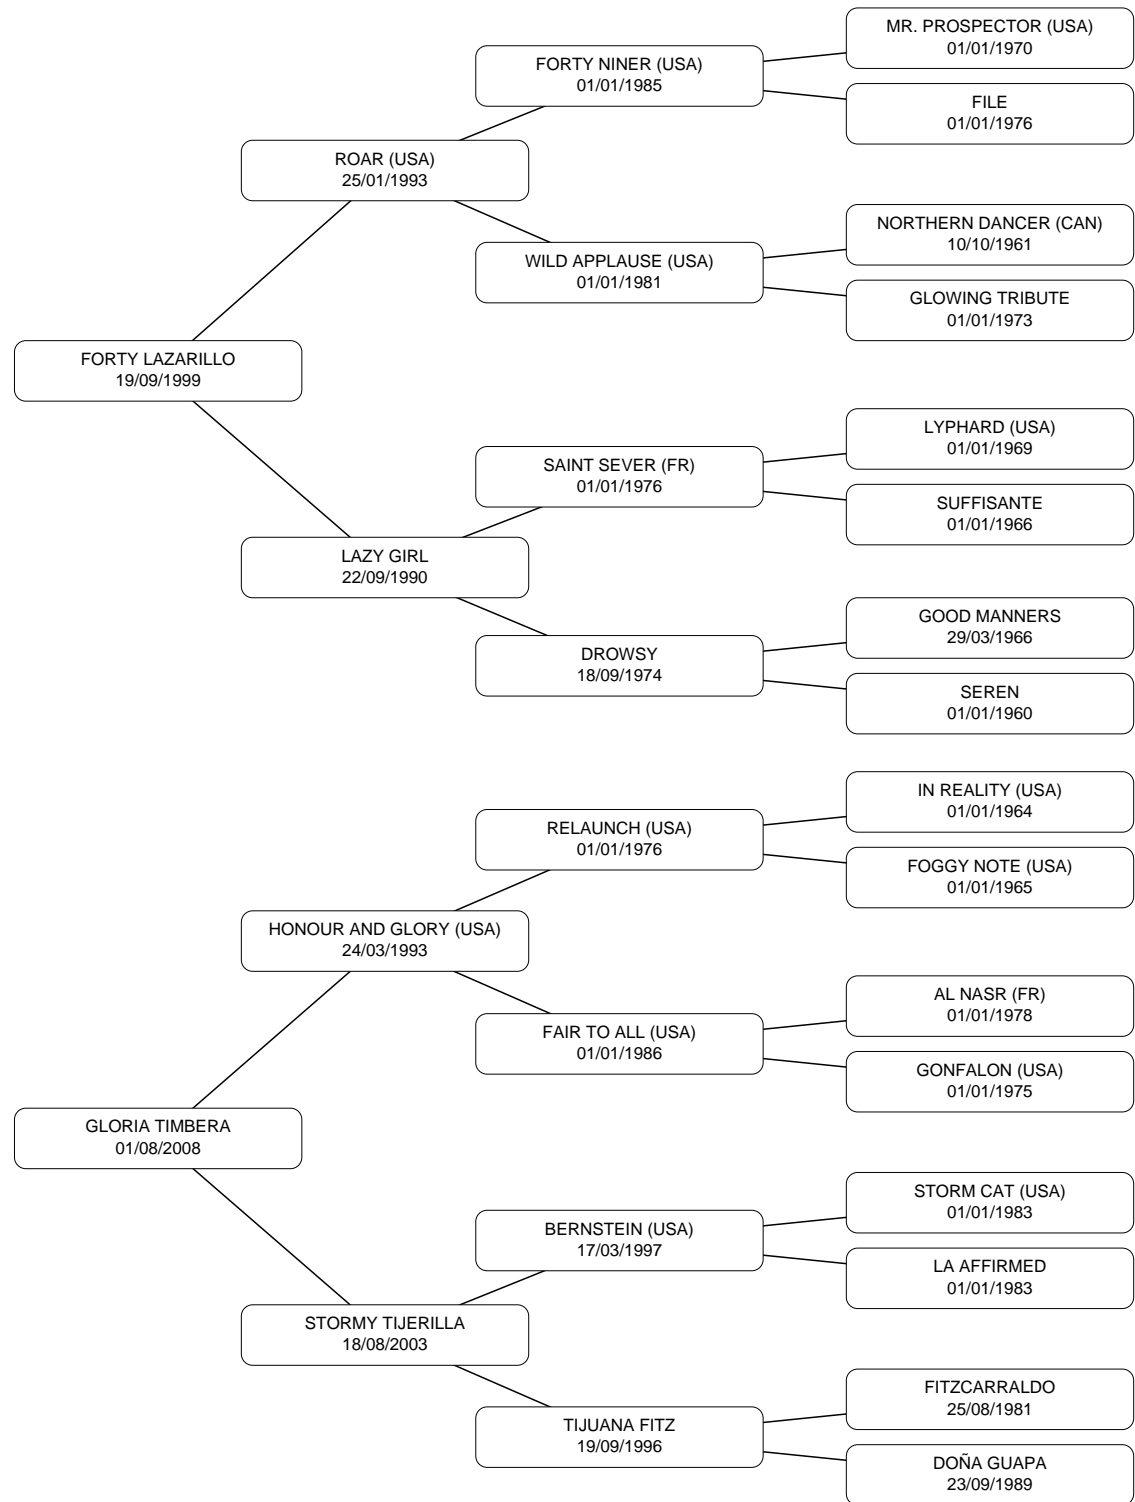 MR. PROSPECTOR (USA)
01/01/1970
FORTY NINER (USA)
01/01/1985
FILE
01/01/1976
ROAR (USA)
25/01/1993
NORTHERN DANCER (CAN)
10/10/1961
WILD APPLAUSE (USA)
01/01/1981
GLOWING TRIBUTE
01/01/1973
FORTY LAZARILLO
19/09/1999
LYPHARD (USA)
01/01/1969
SAINT SEVER (FR)
01/01/1976
SUFFISANTE
01/01/1966
LAZY GIRL
22/09/1990
GOOD MANNERS
29/03/1966
DROWSY
18/09/1974
SEREN
01/01/1960
IN REALITY (USA)
01/01/1964
RELAUNCH (USA)
01/01/1976
FOGGY NOTE (USA)
01/01/1965
HONOUR AND GLORY (USA)
24/03/1993
AL NASR (FR)
01/01/1978
FAIR TO ALL (USA)
01/01/1986
GONFALON (USA)
01/01/1975
GLORIA TIMBERA
01/08/2008
STORM CAT (USA)
01/01/1983
BERNSTEIN (USA)
17/03/1997
LA AFFIRMED
01/01/1983
STORMY TIJERILLA
18/08/2003
FITZCARRALDO
25/08/1981
TIJUANA FITZ
19/09/1996
DOÑA GUAPA
23/09/1989